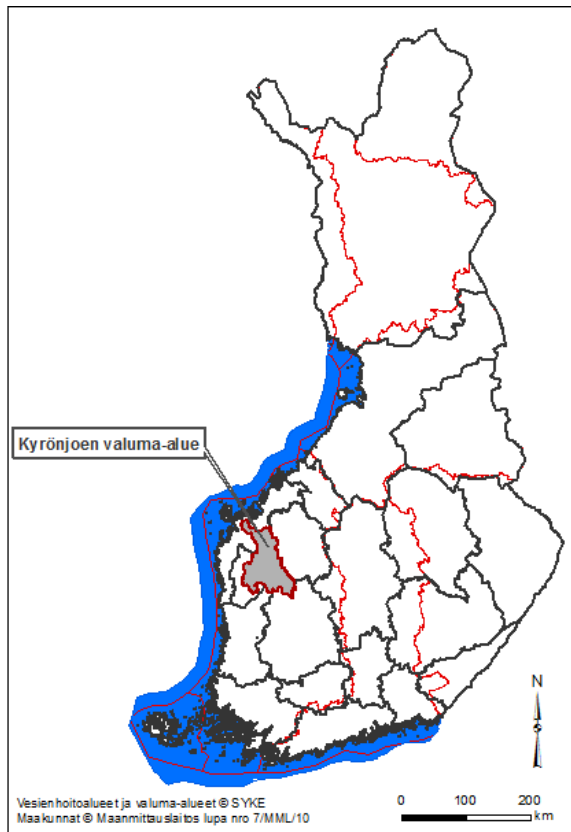 Kyrönjoen valuma-alue
N
Vesienhoitoalueet ja valuma-alueet © SYKE
Maakunnat © Maanmittauslaitos lupa nro 7/MML/10
0 100 200
km